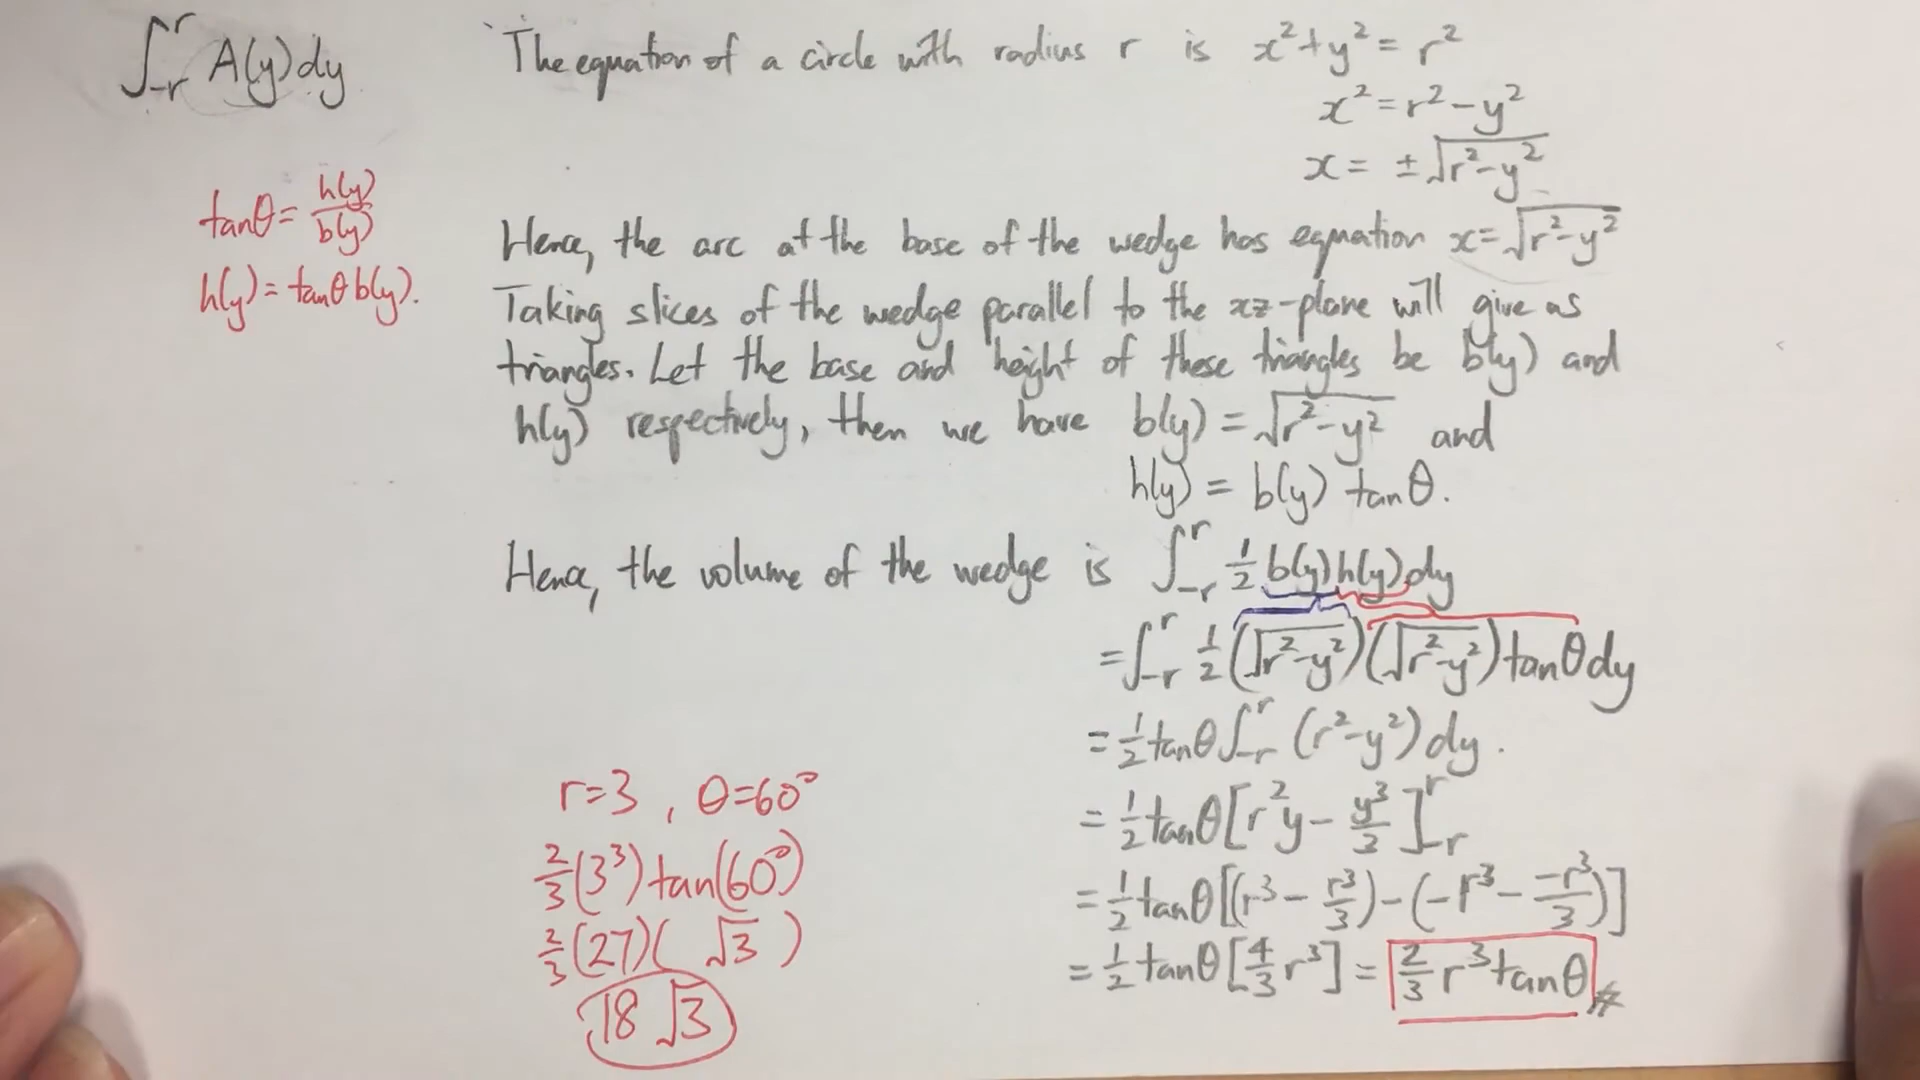 ∫_{-r}^{r} A(y)dy
tanθ = h(y)/b(y)
h(y) = tanθ b(y).
The equation of a circle with radius r is x² + y² = r²
x² = r² - y²
x = ±√(r² - y²)
Hence, the arc at the base of the wedge has equation x = √(r² - y²)
Taking slices of the wedge parallel to the xz-plane will give us
triangles. Let the base and height of these triangles be b(y) and
h(y) respectively, then we have b(y) = √(r² - y²) and
h(y) = b(y) tanθ.
Hence, the volume of the wedge is ∫_{-r}^{r} ½ b(y)h(y)dy
= ∫_{-r}^{r} ½ (√(r² - y²))(√(r² - y²)) tanθ dy
= ½ tanθ ∫_{-r}^{r} (r² - y²) dy.
= ½ tanθ [r²y - y³/3]_{-r}^{r}
= ½ tanθ [(r³ - r³/3) - (-r³ - -r³/3)]
= ½ tanθ [4/3 r³] = 2/3 r³ tanθ #
r=3, θ=60°
2/3 (3³) tan(60°)
2/3 (27)( √3 )
18 √3